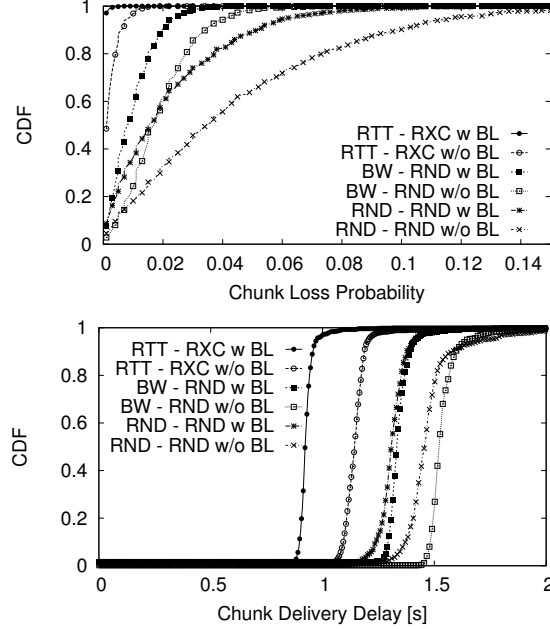 1
0.8
0.6
0.4
0.2
0
CDF
RTT - RXC w BL
RTT - RXC w/o BL
BW - RND w BL
BW - RND w/o BL
RND - RND w BL
RND - RND w/o BL
0 0.02 0.04 0.06 0.08 0.1 0.12 0.14
Chunk Loss Probability
1
0.8
0.6
0.4
0.2
0
CDF
RTT - RXC w BL
RTT - RXC w/o BL
BW - RND w BL
BW - RND w/o BL
RND - RND w BL
RND - RND w/o BL
0 0.5 1 1.5 2
Chunk Delivery Delay [s]